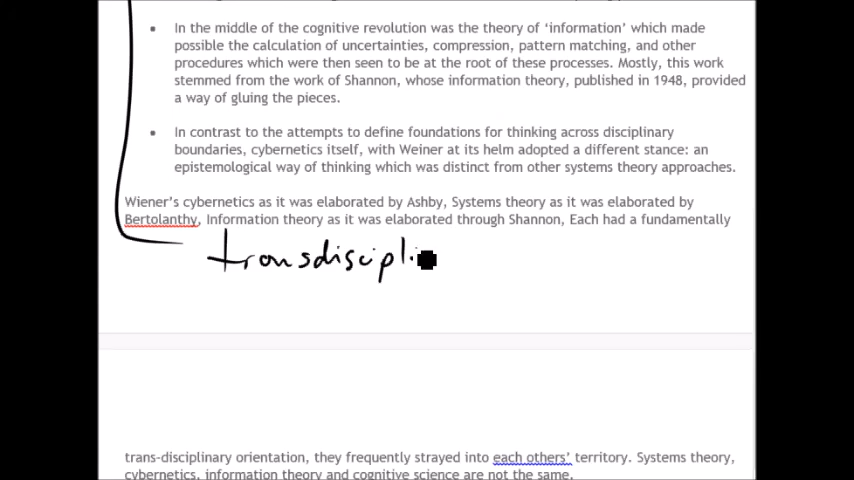 • In the middle of the cognitive revolution was the theory of ‘information’ which made
possible the calculation of uncertainties, compression, pattern matching, and other
procedures which were then seen to be at the root of these processes. Mostly, this work
stemmed from the work of Shannon, whose information theory, published in 1948, provided
a way of gluing the pieces.
• In contrast to the attempts to define foundations for thinking across disciplinary
boundaries, cybernetics itself, with Weiner at its helm adopted a different stance: an
epistemological way of thinking which was distinct from other systems theory approaches.
Wiener’s cybernetics as it was elaborated by Ashby, Systems theory as it was elaborated by
Bertolanthy, Information theory as it was elaborated through Shannon, Each had a fundamentally
transdiscipli
trans-disciplinary orientation, they frequently strayed into each others’ territory. Systems theory,
cybernetics, information theory and cognitive science are not the same.